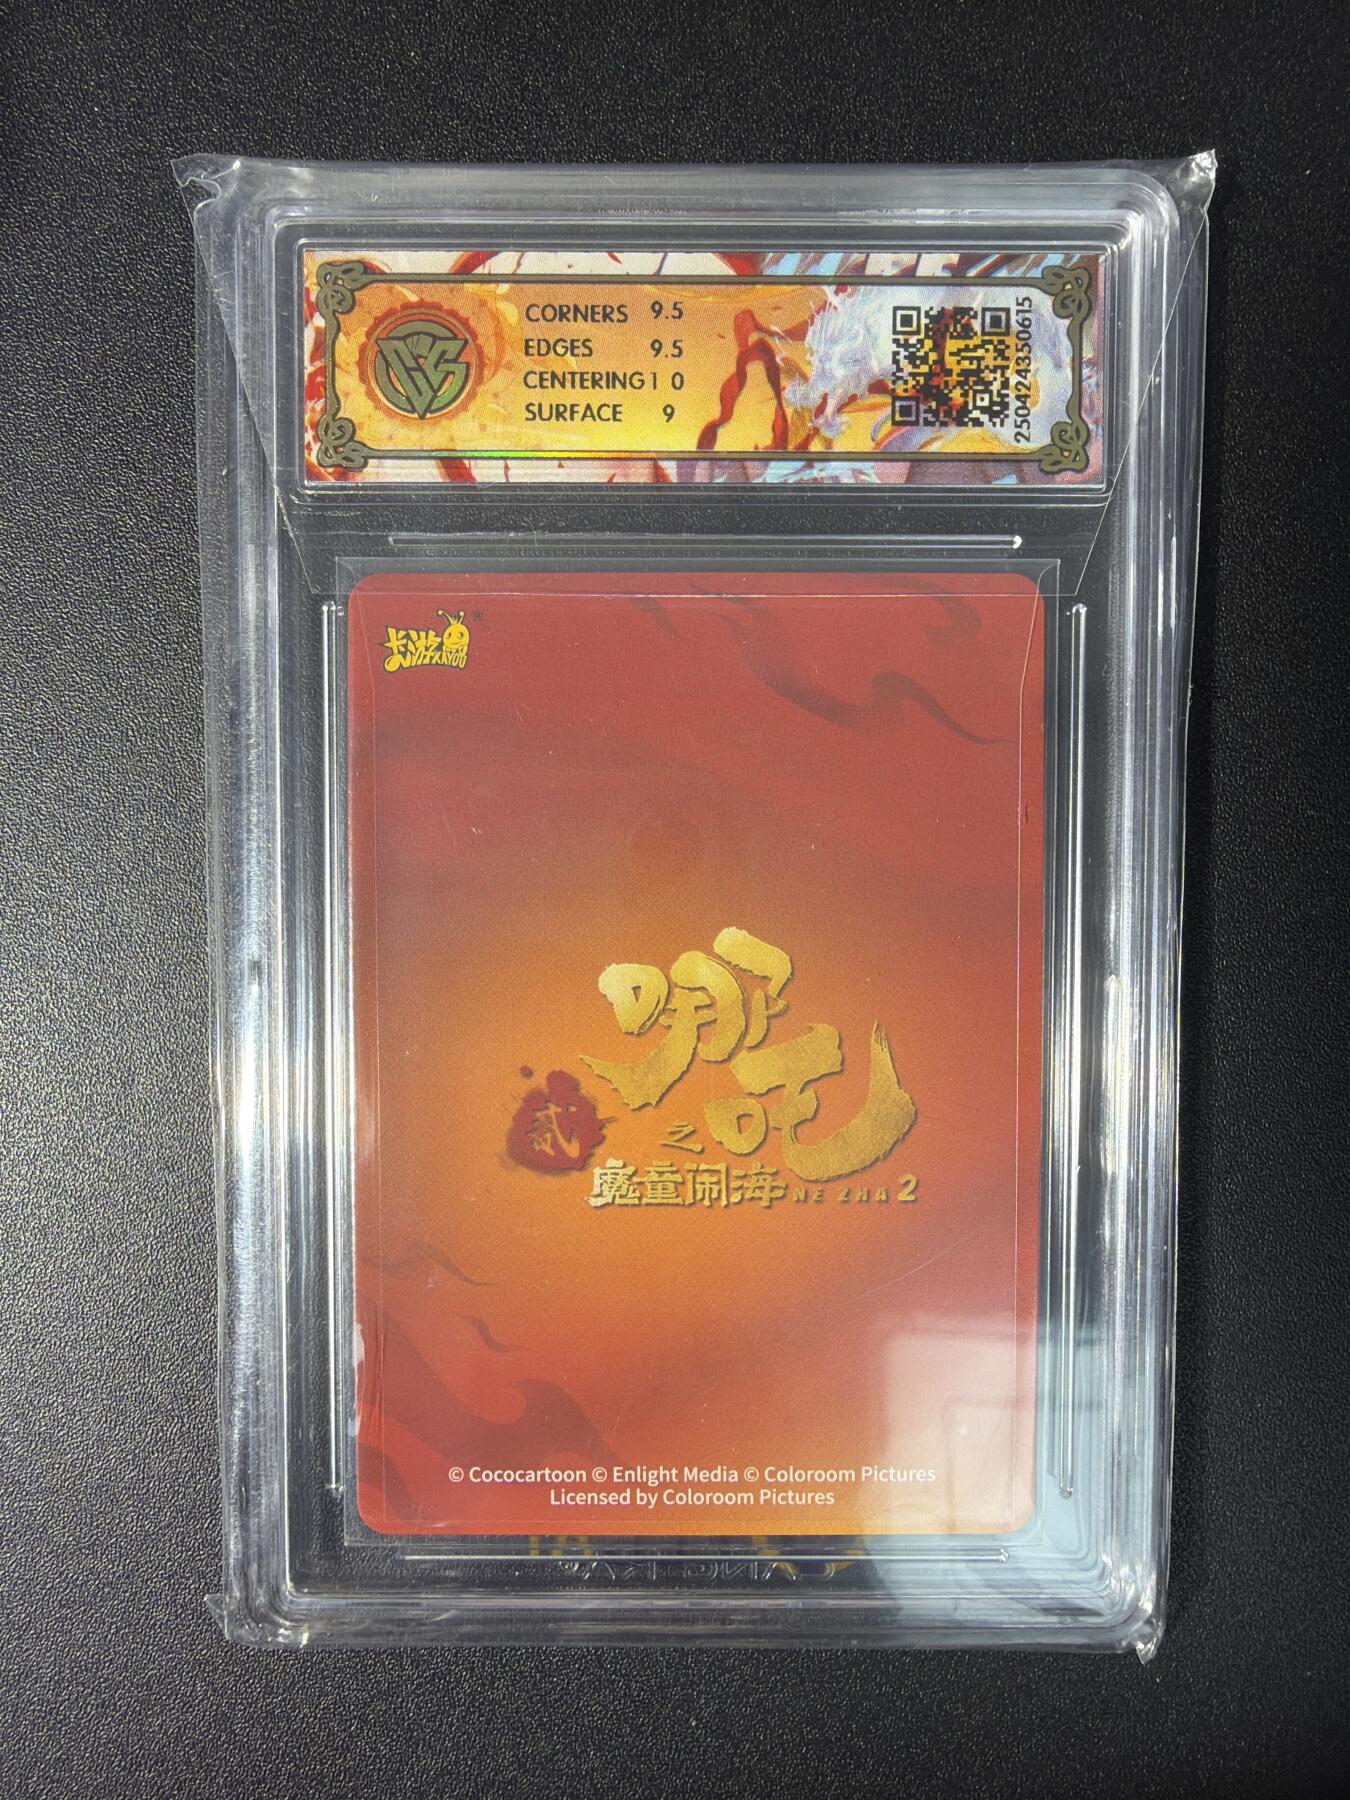 CORNERS 9.5
EDGES 9.5
CENTERING 10
SURFACE 9
250424350615
卡游 KAYOU ®
哪吒
贰
之
魔童闹海 NE ZHA 2
© Cococartoon © Enlight Media © Coloroom Pictures
Licensed by Coloroom Pictures